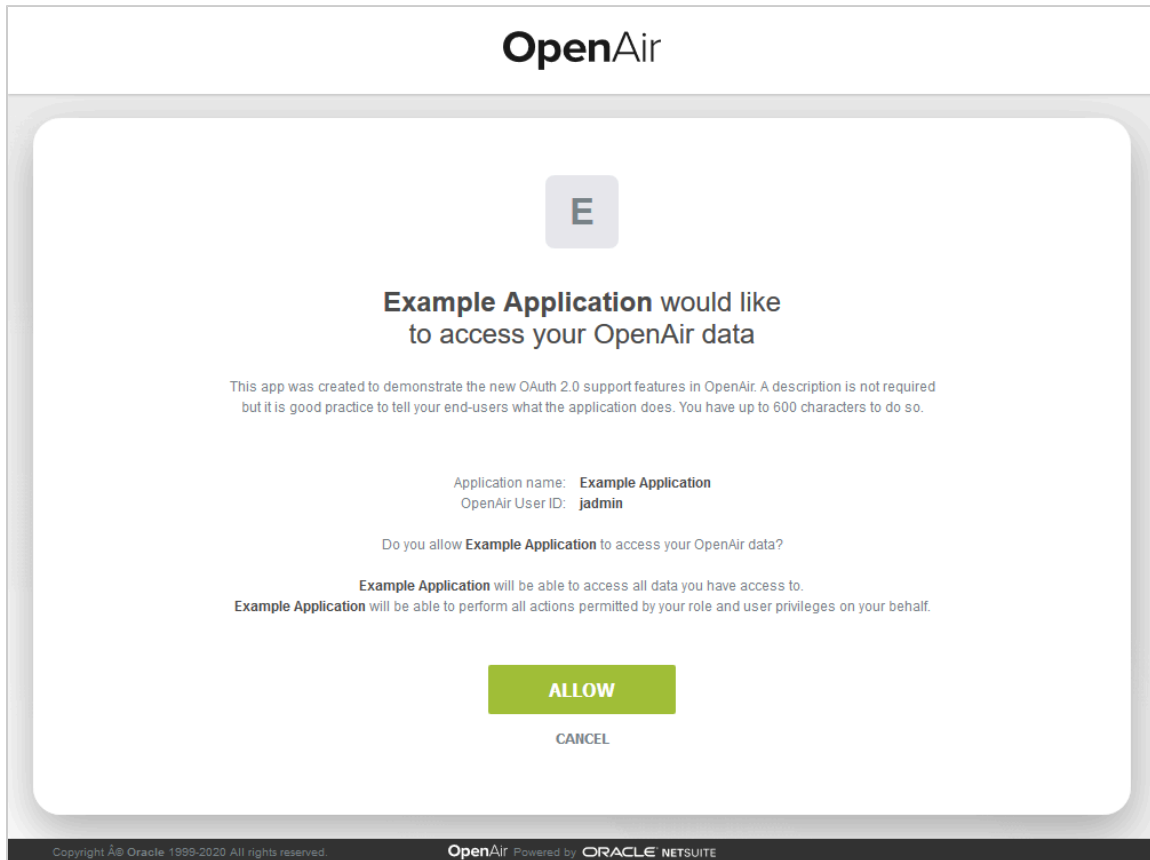 OpenAir
E
Example Application would like
to access your OpenAir data
This app was created to demonstrate the new OAuth 2.0 support features in OpenAir. A description is not required
but it is good practice to tell your end-users what the application does. You have up to 600 characters to do so.
Application name: Example Application
OpenAir User ID: jadmin
Do you allow Example Application to access your OpenAir data?
Example Application will be able to access all data you have access to.
Example Application will be able to perform all actions permitted by your role and user privileges on your behalf.
ALLOW
CANCEL
Copyright Â© Oracle 1999-2020 All rights reserved. OpenAir Powered by ORACLE NETSUITE